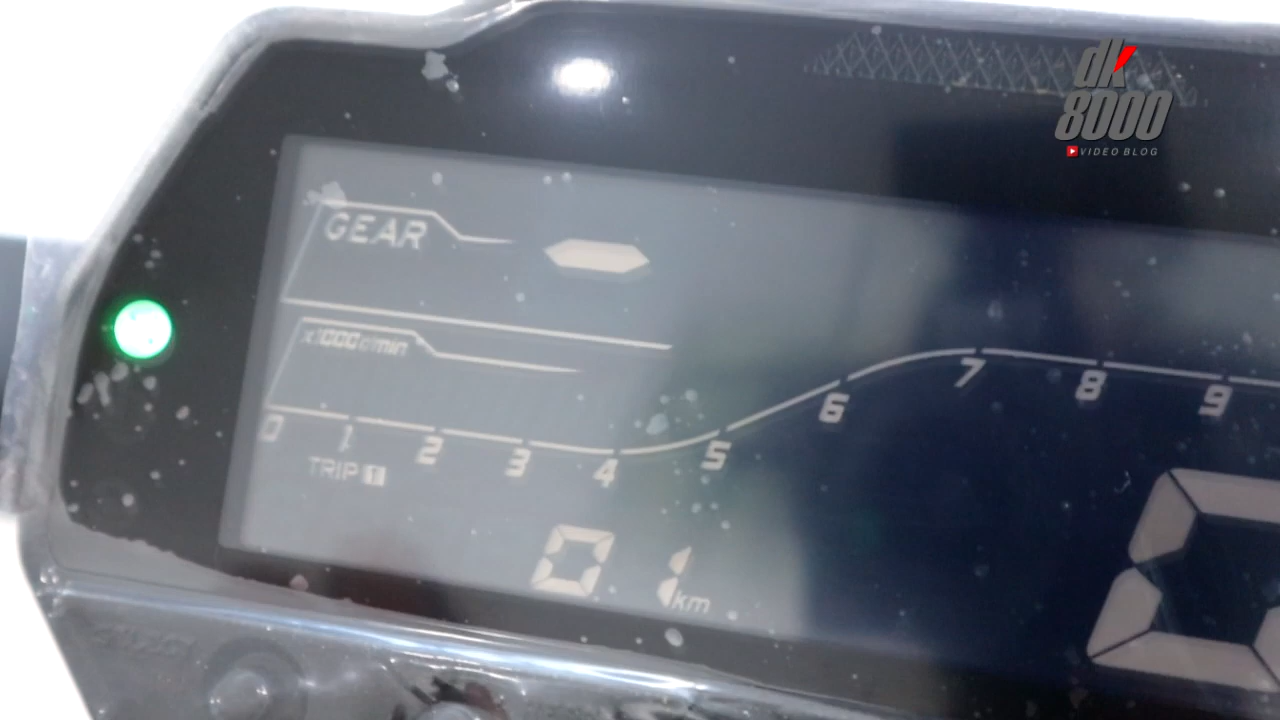 dk
8000
VIDEO BLOG
GEAR -
x1000r/min
0 1 2 3 4 5 6 7 8 9
TRIP 1
0.1 km
0